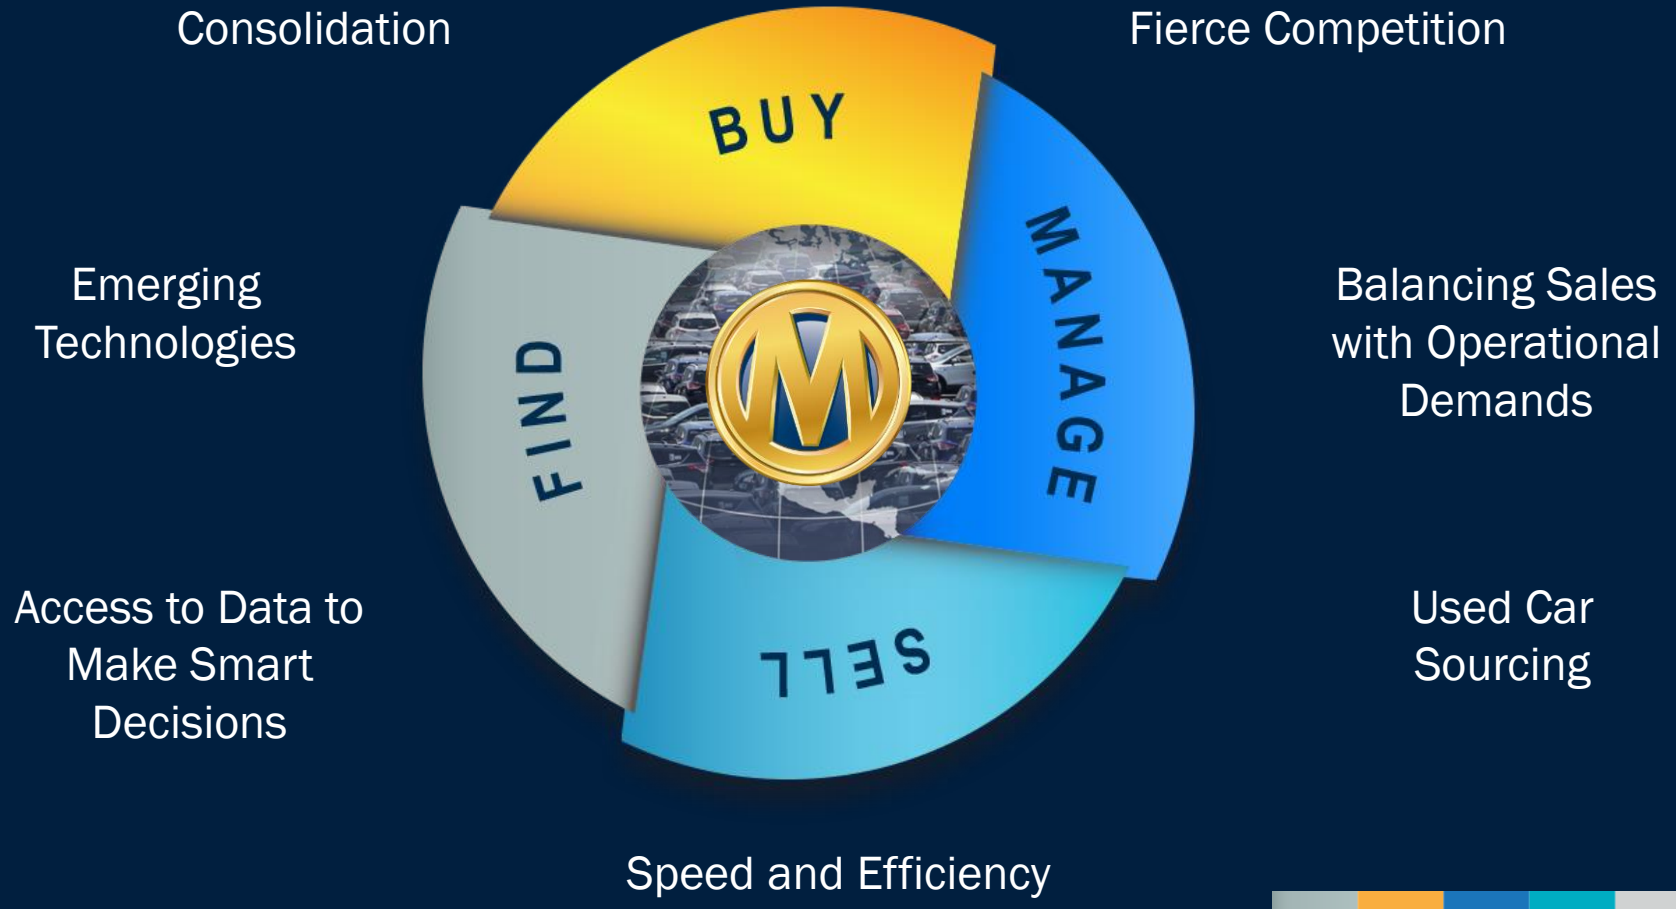 Consolidation
Fierce Competition
BUY
MANAGE
Emerging
Technologies
Balancing Sales
with Operational
Demands
FIND
M
Access to Data to
Make Smart
Decisions
Used Car
Sourcing
SELL
Speed and Efficiency